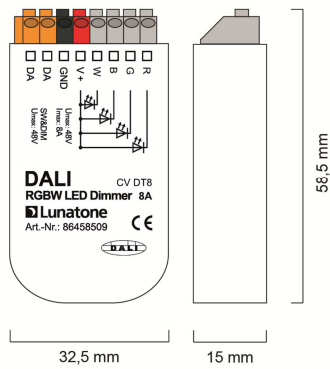 DA
DA
GND
V+
W
B
G
R
SW&DIM
Umax: 48V
Umax: 48V
Imax: 8A
DALI
CV DT8
RGBW LED Dimmer 8A
Lunatone
Art.-Nr.: 86458509
CE
DALI
58,5 mm
32,5 mm
15 mm